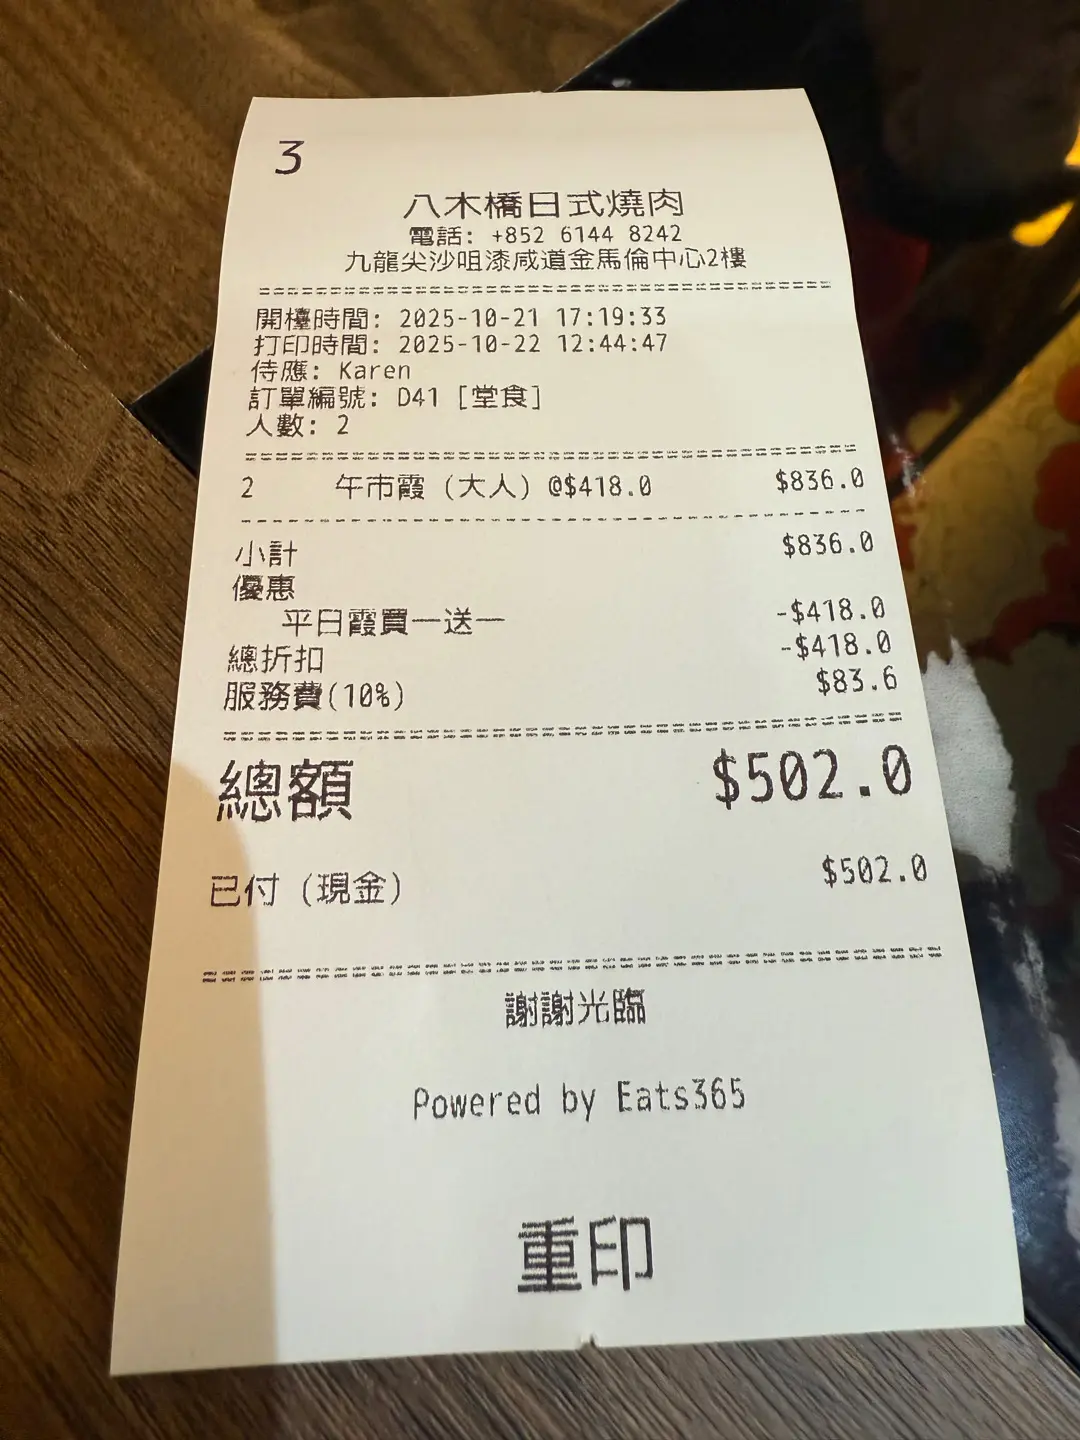 3
八木橋日式燒肉
電話: +852 6144 8242
九龍尖沙咀漆咸道金馬倫中心2樓
開檯時間: 2025-10-21 17:19:33
打印時間: 2025-10-22 12:44:47
侍應: Karen
訂單編號: D41 [堂食]
人數: 2
2 午市霞 (大人) @$418.0 $836.0
小計 $836.0
優惠
平日霞買一送一 -$418.0
總折扣 -$418.0
服務費(10%) $83.6
總額 $502.0
已付 (現金) $502.0
謝謝光臨
Powered by Eats365
重印